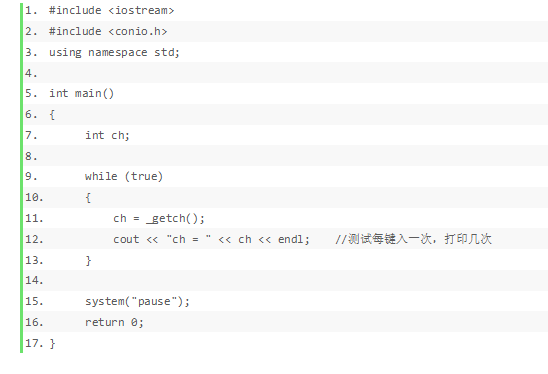 1. #include <iostream>
2. #include <conio.h>
3. using namespace std;
4.
5. int main()
6. {
7. int ch;
8.
9. while (true)
10. {
11. ch = _getch();
12. cout << "ch = " << ch << endl; //测试每键入一次，打印几次
13. }
14.
15. system("pause");
16. return 0;
17. }